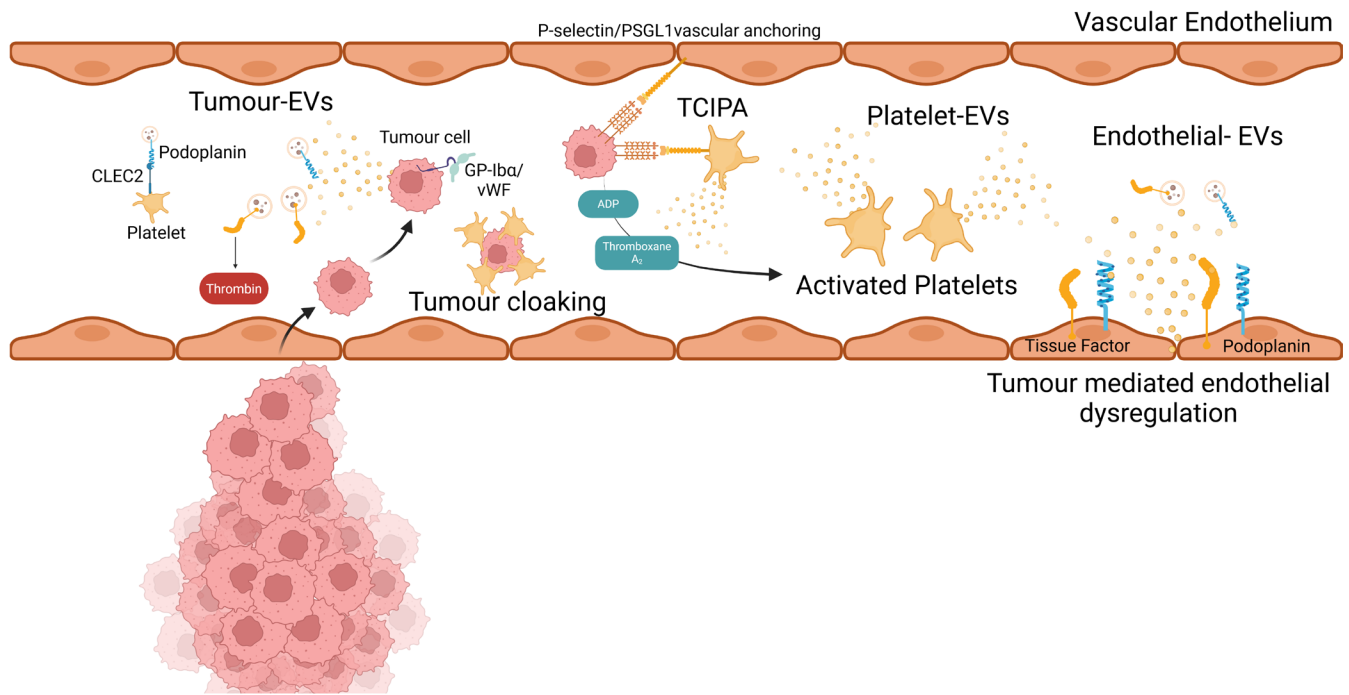 P-selectin/PSGL1vascular anchoring
Vascular Endothelium
Tumour-EVs
Podoplanin
CLEC2
Platelet
Thrombin
Tumour cell
GP-Ibα/
vWF
Tumour cloaking
TCIPA
ADP
Thromboxane
A₂
Platelet-EVs
Activated Platelets
Endothelial- EVs
Tissue Factor
Podoplanin
Tumour mediated endothelial
dysregulation